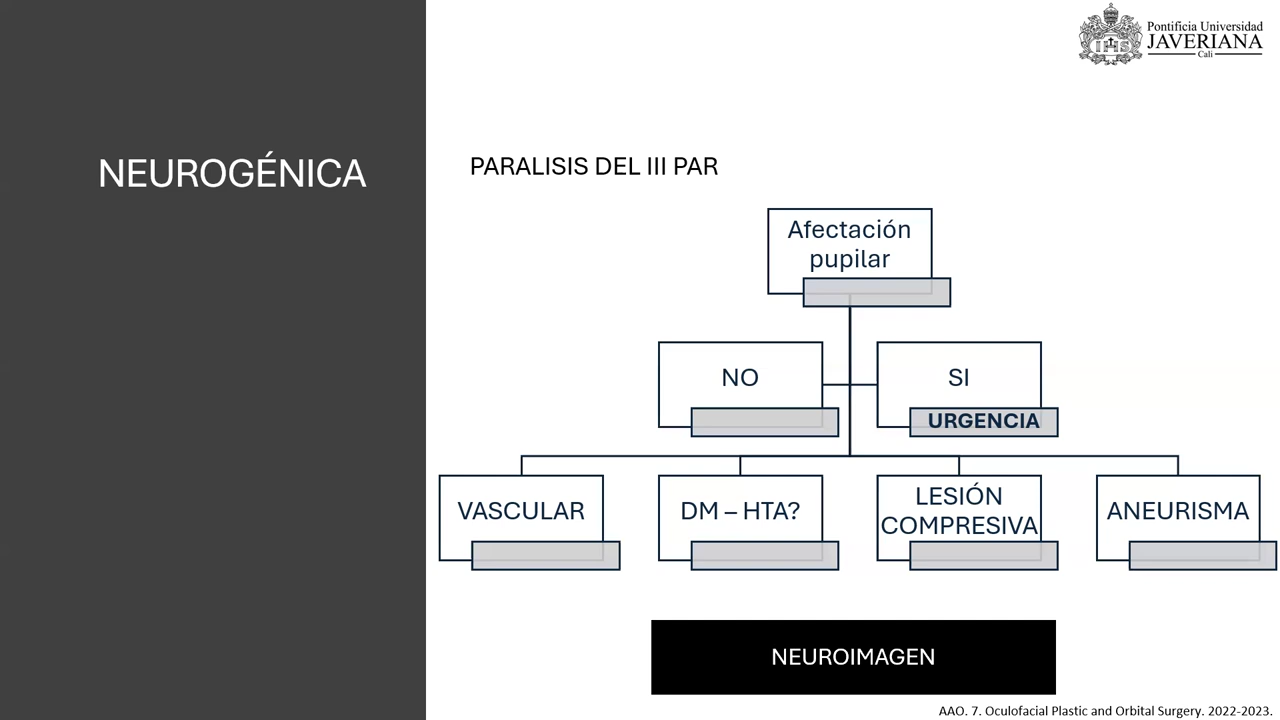 Pontificia Universidad
JAVERIANA
Cali
NEUROGÉNICA
PARALISIS DEL III PAR
Afectación
pupilar
NO
SI
URGENCIA
VASCULAR
DM – HTA?
LESIÓN
COMPRESIVA
ANEURISMA
NEUROIMAGEN
AAO. 7. Oculofacial Plastic and Orbital Surgery. 2022-2023.